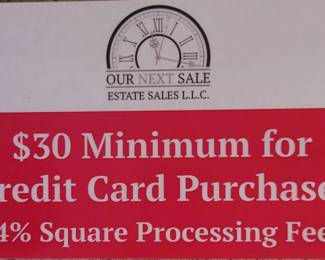 OUR NEXT SALE
ESTATE SALES L.L.C.
$30 Minimum for
redit Card Purchase
4% Square Processing Fee